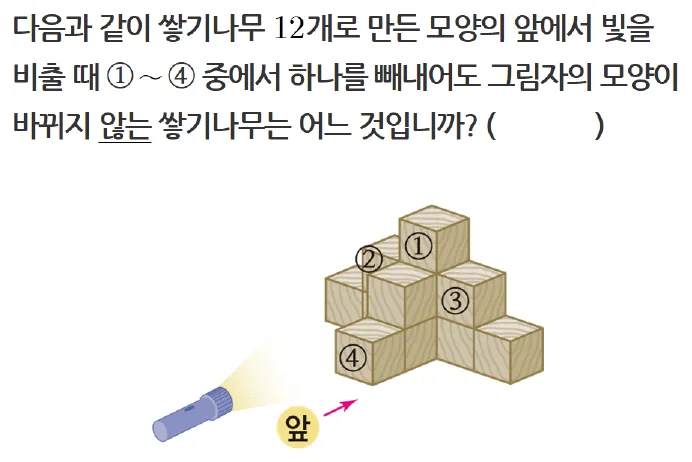 다음과 같이 쌓기나무 12개로 만든 모양의 앞에서 빛을
비출 때 ①~④ 중에서 하나를 빼내어도 그림자의 모양이
바뀌지 않는 쌓기나무는 어느 것입니까? (          )
①
②
③
④
앞